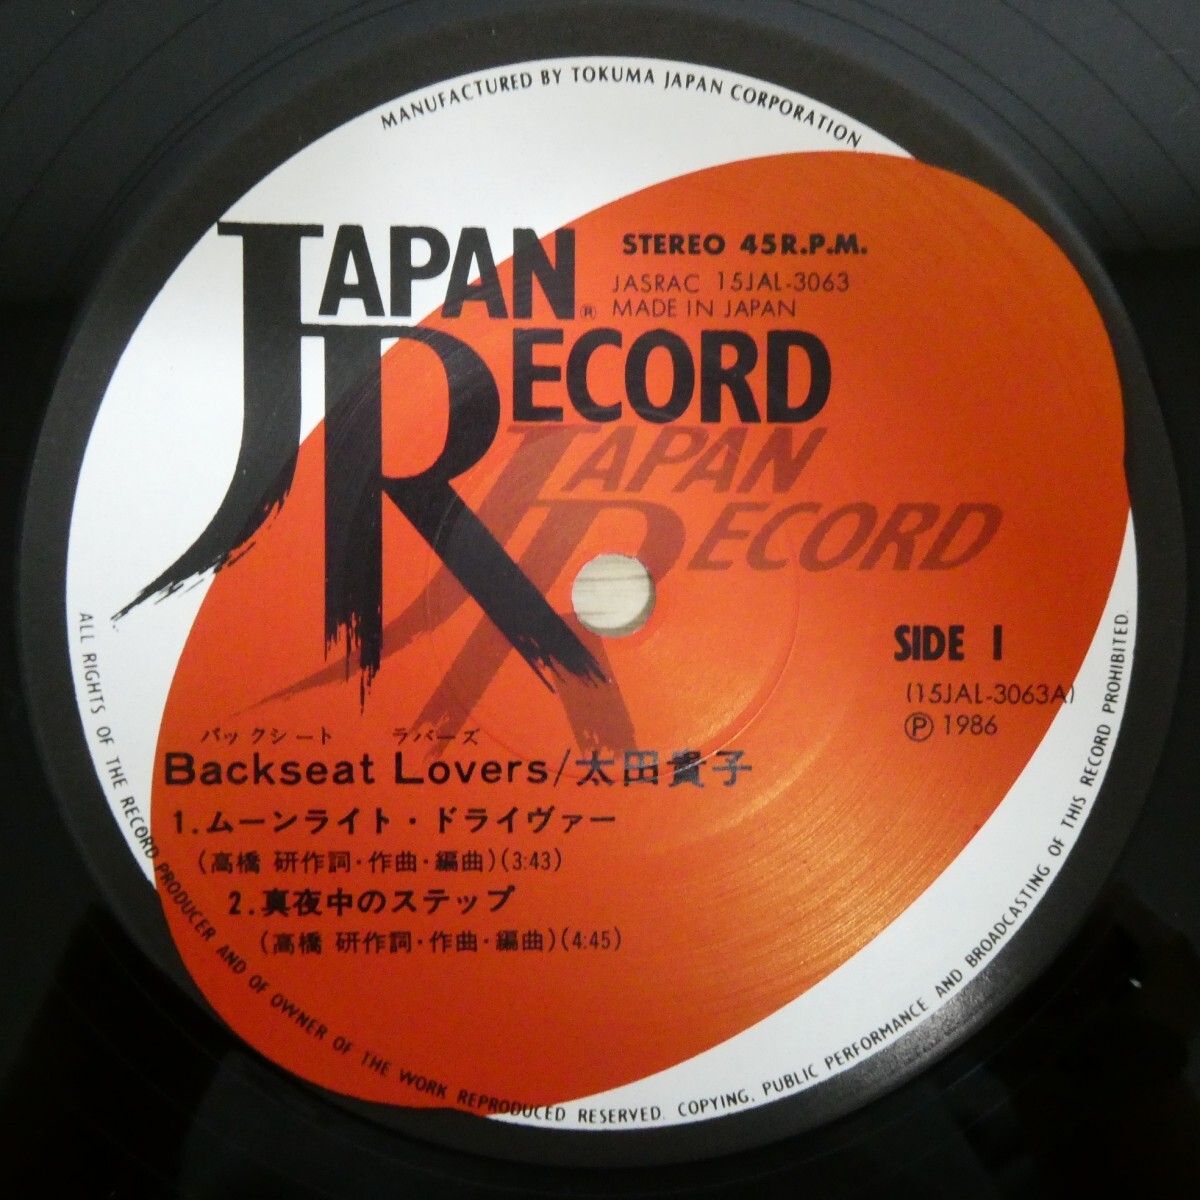 MANUFACTURED BY TOKUMA JAPAN CORPORATION
JAPAN
RECORD
®
STEREO 45R.P.M.
JASRAC 15JAL-3063
MADE IN JAPAN
JAPAN
RECORD
SIDE 1
(15JAL-3063A)
Ⓟ 1986
バックシート ラバーズ
Backseat Lovers/太田貴子
1.ムーンライト・ドライヴァー
(高橋 研作詞・作曲・編曲)(3:43)
2.真夜中のステップ
(高橋 研作詞・作曲・編曲)(4:45)
ALL RIGHTS OF THE RECORD PRODUCER AND OF OWNER OF THE WORK REPRODUCED RESERVED. COPYING, PUBLIC PERFORMANCE AND BROADCASTING OF THIS RECORD PROHIBITED.